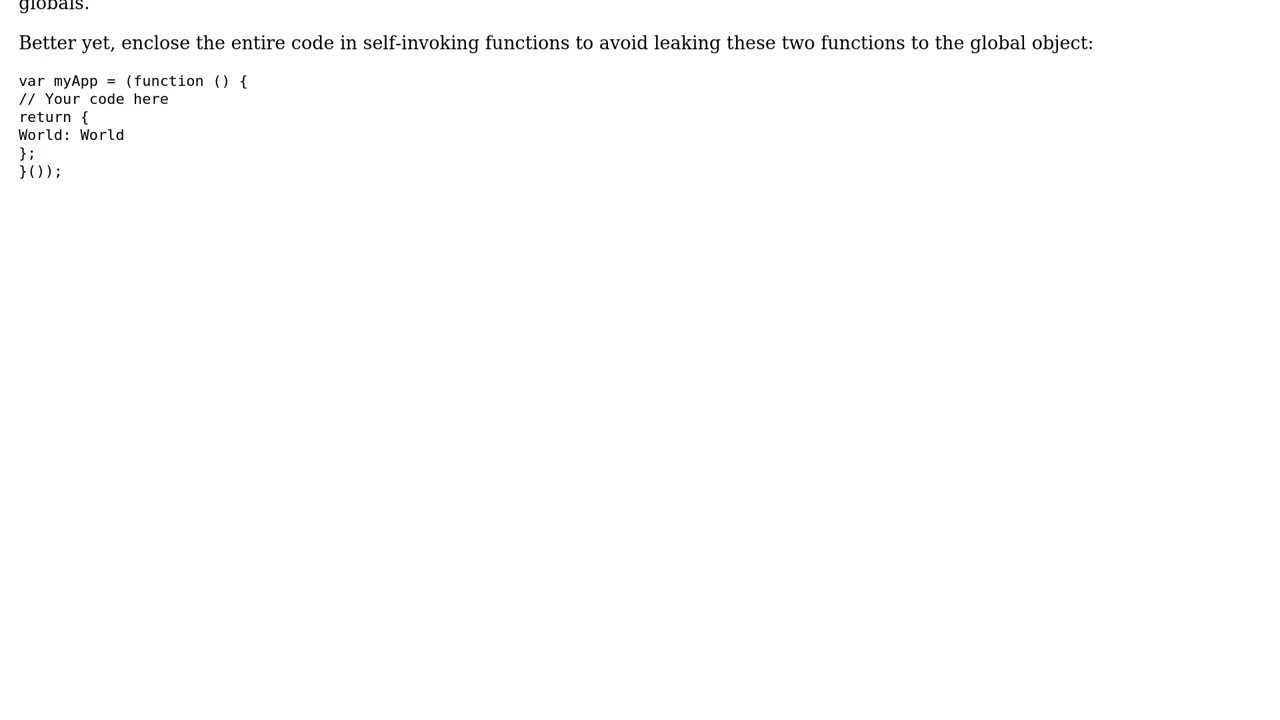 globals.
Better yet, enclose the entire code in self-invoking functions to avoid leaking these two functions to the global object:
var myApp = (function () {
// Your code here
return {
World: World
};
}());